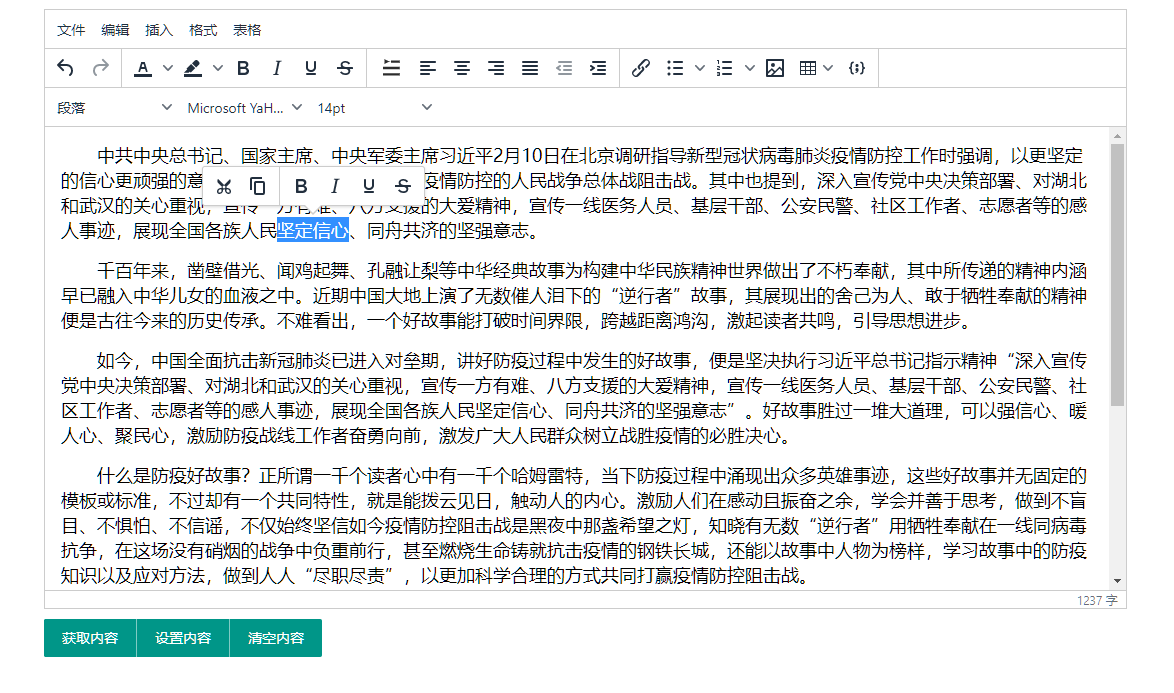 文件 编辑 插入 格式 表格
段落 Microsoft YaH... 14pt
中共中央总书记、国家主席、中央军委主席习近平2月10日在北京调研指导新型冠状病毒肺炎疫情防控工作时强调，以更坚定
的信心更顽强的意 疫情防控的人民战争总体战阻击战。其中也提到，深入宣传党中央决策部署、对湖北
和武汉的关心重视，宣传一方有难、八方支援的大爱精神，宣传一线医务人员、基层干部、公安民警、社区工作者、志愿者等的感
人事迹，展现全国各族人民坚定信心、同舟共济的坚强意志。
千百年来，凿壁借光、闻鸡起舞、孔融让梨等中华经典故事为构建中华民族精神世界做出了不朽奉献，其中所传递的精神内涵
早已融入中华儿女的血液之中。近期中国大地上演了无数催人泪下的“逆行者”故事，其展现出的舍己为人、敢于牺牲奉献的精神
便是古往今来的历史传承。不难看出，一个好故事能打破时间界限，跨越距离鸿沟，激起读者共鸣，引导思想进步。
如今，中国全面抗击新冠肺炎已进入对垒期，讲好防疫过程中发生的好故事，便是坚决执行习近平总书记指示精神“深入宣传
党中央决策部署、对湖北和武汉的关心重视，宣传一方有难、八方支援的大爱精神，宣传一线医务人员、基层干部、公安民警、社
区工作者、志愿者等的感人事迹，展现全国各族人民坚定信心、同舟共济的坚强意志”。好故事胜过一堆大道理，可以强信心、暖
人心、聚民心，激励防疫战线工作者奋勇向前，激发广大人民群众树立战胜疫情的必胜决心。
什么是防疫好故事？正所谓一千个读者心中有一千个哈姆雷特，当下防疫过程中涌现出众多英雄事迹，这些好故事并无固定的
模板或标准，不过却有一个共同特性，就是能拨云见日，触动人的内心。激励人们在感动且振奋之余，学会并善于思考，做到不盲
目、不惧怕、不信谣，不仅始终坚信如今疫情防控阻击战是黑夜中那盏希望之灯，知晓有无数“逆行者”用牺牲奉献在一线同病毒
抗争，在这场没有硝烟的战争中负重前行，甚至燃烧生命铸就抗击疫情的钢铁长城，还能以故事中人物为榜样，学习故事中的防疫
知识以及应对方法，做到人人“尽职尽责”，以更加科学合理的方式共同打赢疫情防控阻击战。
1237 字
获取内容 设置内容 清空内容